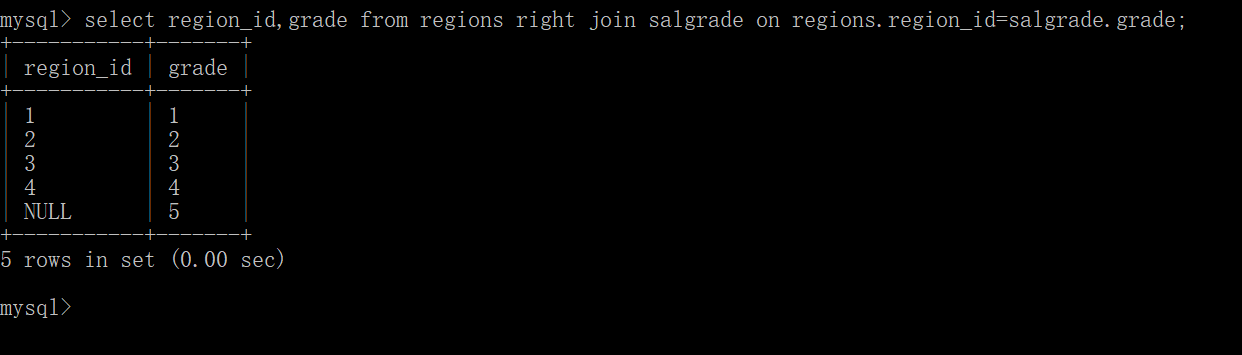 mysql> select region_id,grade from regions right join salgrade on regions.region_id=salgrade.grade;
+-----------+-------+
| region_id | grade |
+-----------+-------+
| 1         | 1     |
| 2         | 2     |
| 3         | 3     |
| 4         | 4     |
| NULL      | 5     |
+-----------+-------+
5 rows in set (0.00 sec)
mysql>